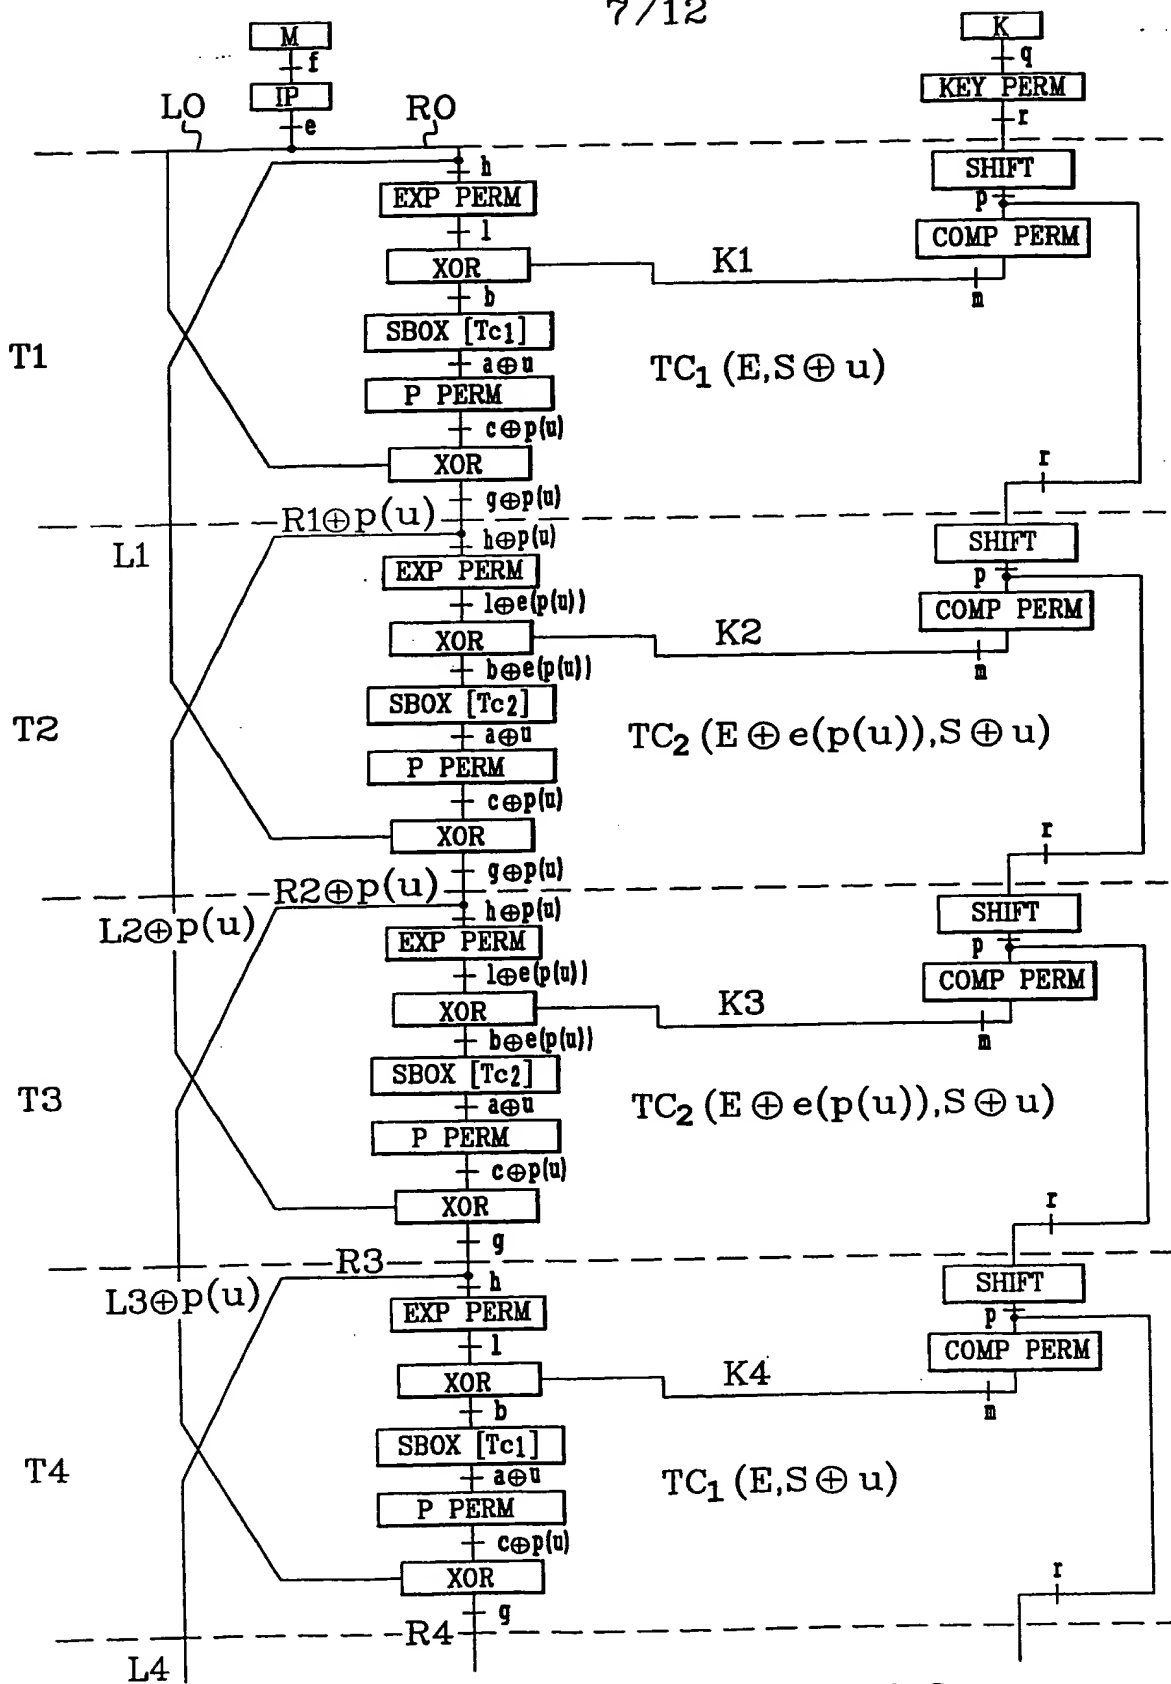 7/12
M
K
f
q
IP
KEY PERM
L0
R0
e
r
h
SHIFT
EXP PERM
p
l
COMP PERM
XOR
K1
m
b
SBOX [Tc1]
T1
a⊕u
TC₁ (E,S⊕u)
P PERM
c⊕p(u)
XOR
r
g⊕p(u)
R1⊕p(u)
L1
h⊕p(u)
SHIFT
EXP PERM
p
l⊕e(p(u))
COMP PERM
XOR
K2
m
b⊕e(p(u))
SBOX [Tc2]
T2
a⊕u
TC₂ (E⊕e(p(u)),S⊕u)
P PERM
c⊕p(u)
XOR
r
g⊕p(u)
R2⊕p(u)
L2⊕p(u)
h⊕p(u)
SHIFT
EXP PERM
p
l⊕e(p(u))
COMP PERM
XOR
K3
m
b⊕e(p(u))
SBOX [Tc2]
T3
a⊕u
TC₂ (E⊕e(p(u)),S⊕u)
P PERM
c⊕p(u)
XOR
r
g
R3
L3⊕p(u)
h
SHIFT
EXP PERM
p
l
COMP PERM
XOR
K4
m
b
SBOX [Tc1]
T4
a⊕u
TC₁ (E,S⊕u)
P PERM
c⊕p(u)
XOR
r
g
R4
L4